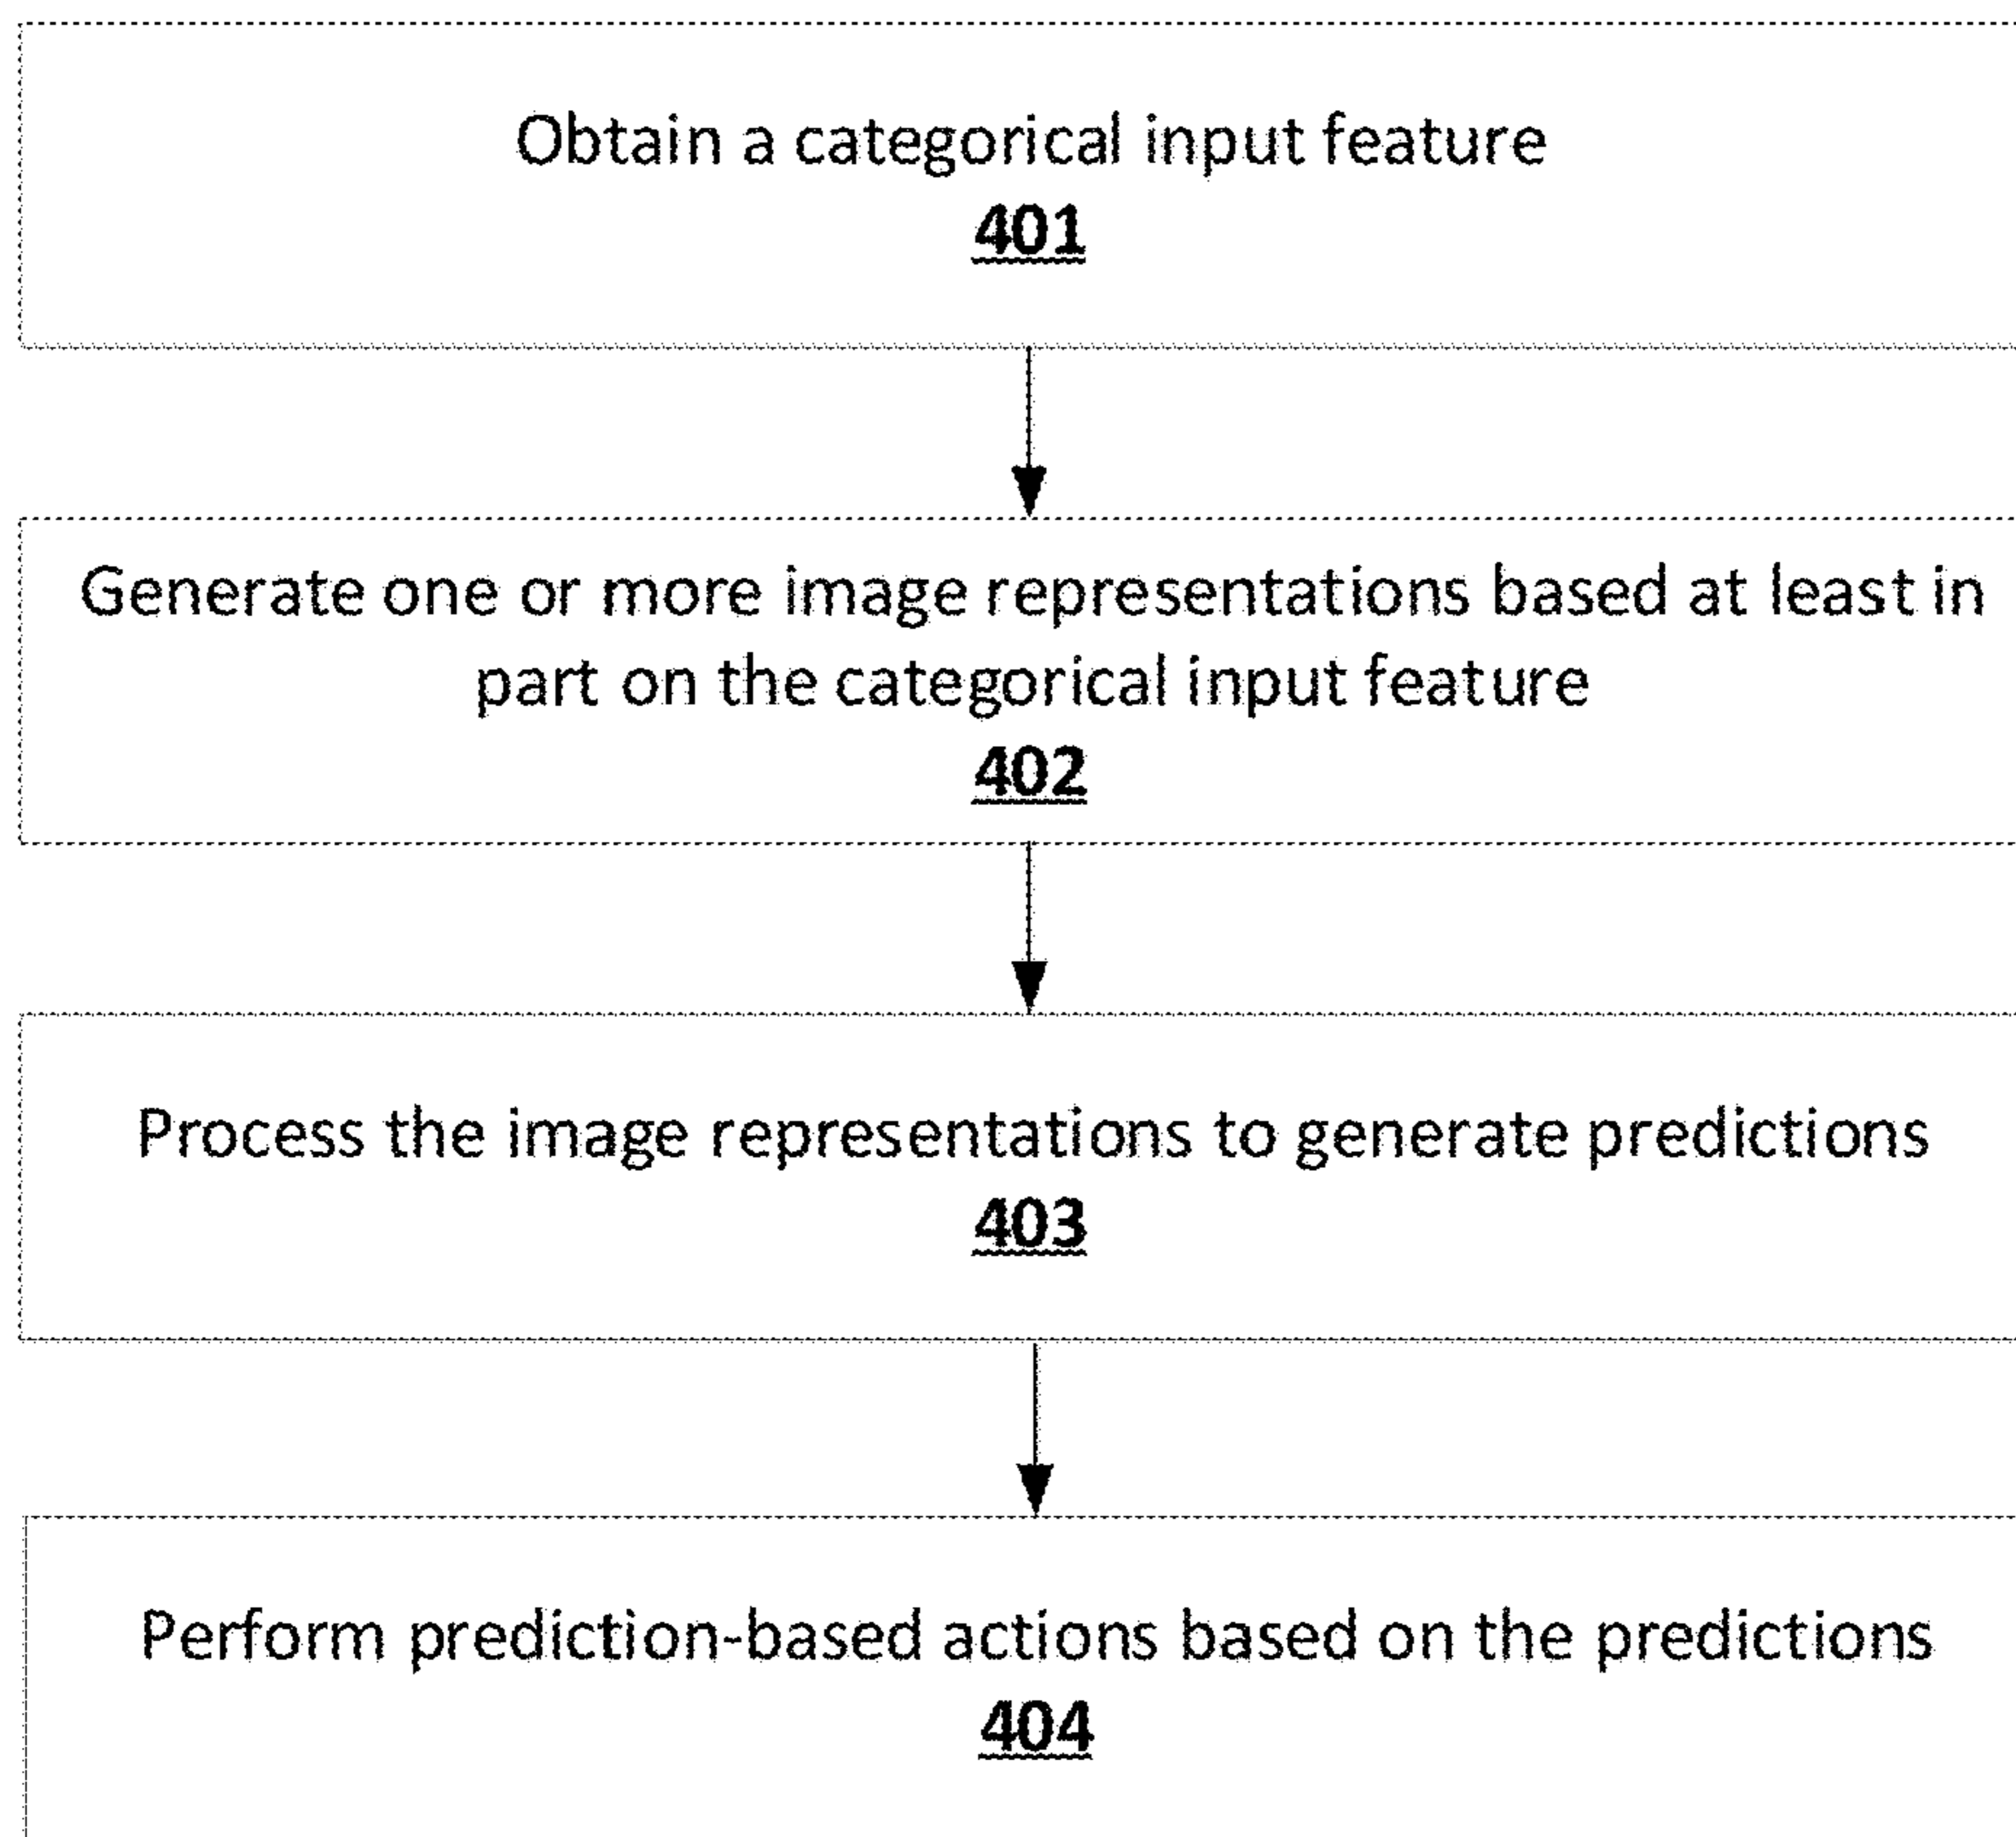 Obtain a categorical input feature
401
Generate one or more image representations based at least in
part on the categorical input feature
402
Process the image representations to generate predictions
403
Perform prediction-based actions based on the predictions
404